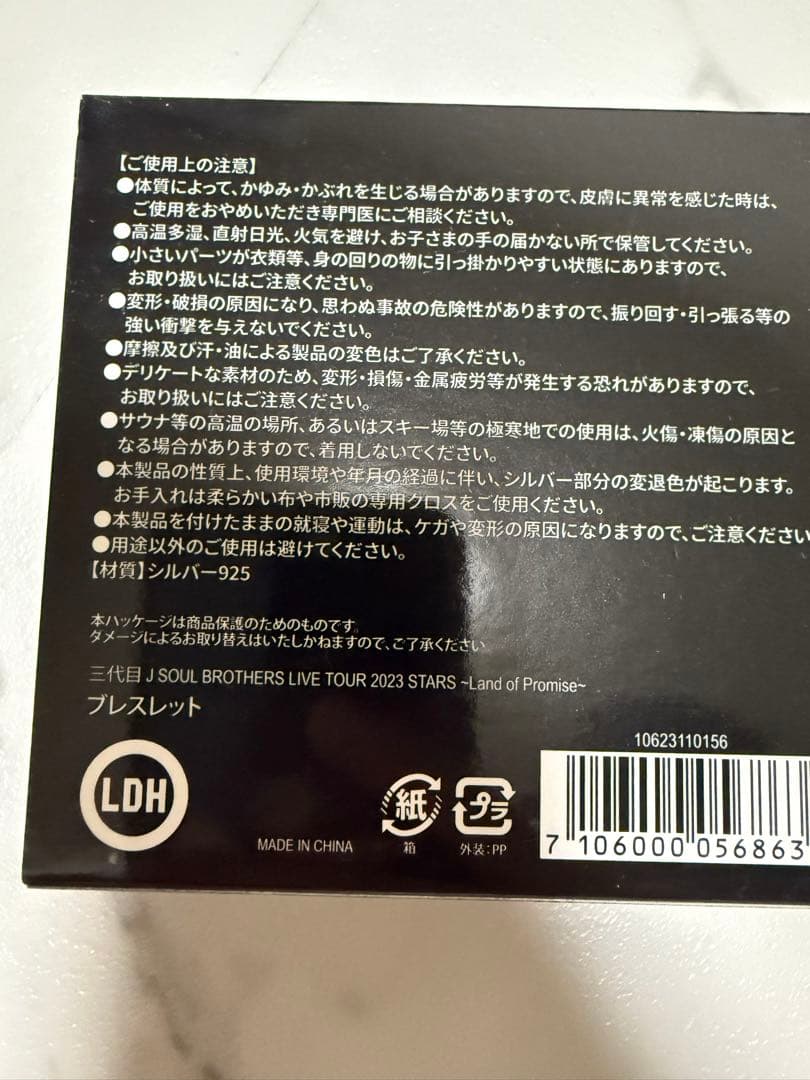 【ご使用上の注意】
●体質によって、かゆみ・かぶれを生じる場合がありますので、皮膚に異常を感じた時は、
ご使用をおやめいただき専門医にご相談ください。
●高温多湿、直射日光、火気を避け、お子さまの手の届かない所で保管してください。
●小さいパーツが衣類等、身の回りの物に引っ掛かりやすい状態にありますので、
お取り扱いにはご注意ください。
●変形・破損の原因になり、思わぬ事故の危険性がありますので、振り回す・引っ張る等の
強い衝撃を与えないでください。
●摩擦及び汗・油による製品の変色はご了承ください。
●デリケートな素材のため、変形・損傷・金属疲労等が発生する恐れがありますので、
お取り扱いにはご注意ください。
●サウナ等の高温の場所、あるいはスキー場等の極寒地での使用は、火傷・凍傷の原因と
なる場合がありますので、着用しないでください。
●本製品の性質上、使用環境や年月の経過に伴い、シルバー部分の変退色が起こります。
お手入れは柔らかい布や市販の専用クロスをご使用ください。
●本製品を付けたままの就寝や運動は、ケガや変形の原因になりますので、ご注意ください
●用途以外のご使用は避けてください。
【材質】シルバー925
本パッケージは商品保護のためのものです。
ダメージによるお取り替えはいたしかねますので、ご了承ください
三代目 J SOUL BROTHERS LIVE TOUR 2023 STARS ~Land of Promise~
ブレスレット
10623110156
LDH
MADE IN CHINA
紙
箱
プラ
外装:PP
7 106000 056863